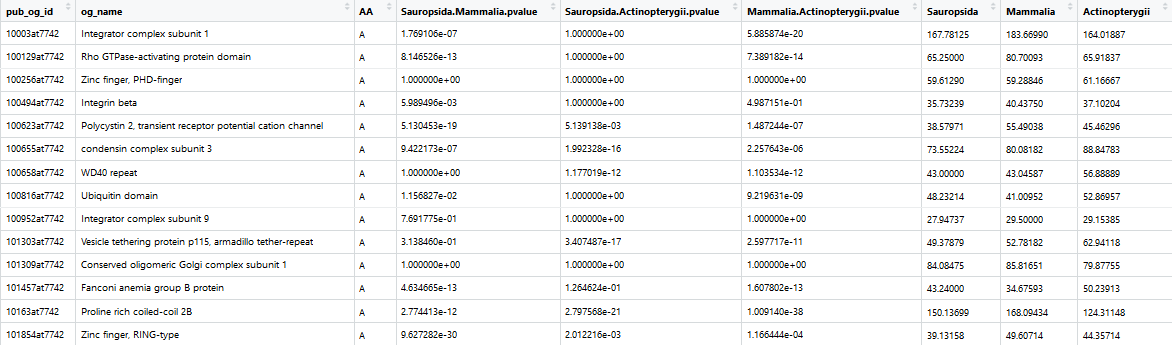 pub_og_id og_name AA Sauropsida.Mammalia.pvalue Sauropsida.Actinopterygii.pvalue Mammalia.Actinopterygii.pvalue Sauropsida Mammalia Actinopterygii
10003at7742 Integrator complex subunit 1 A 1.769106e-07 1.000000e+00 5.885874e-20 167.78125 183.66990 164.01887
100129at7742 Rho GTPase-activating protein domain A 8.146526e-13 1.000000e+00 7.389182e-14 65.25000 80.70093 65.91837
100256at7742 Zinc finger, PHD-finger A 1.000000e+00 1.000000e+00 1.000000e+00 59.61290 59.28846 61.16667
100494at7742 Integrin beta A 5.989496e-03 1.000000e+00 4.987151e-01 35.73239 40.43750 37.10204
100623at7742 Polycystin 2, transient receptor potential cation channel A 5.130453e-19 5.139138e-03 1.487244e-07 38.57971 55.49038 45.46296
100655at7742 condensin complex subunit 3 A 9.422173e-07 1.992328e-16 2.257643e-06 73.55224 80.08182 88.84783
100658at7742 WD40 repeat A 1.000000e+00 1.177019e-12 1.103534e-12 43.00000 43.04587 56.88889
100816at7742 Ubiquitin domain A 1.156827e-02 1.000000e+00 9.219631e-09 48.23214 41.00952 52.86957
100952at7742 Integrator complex subunit 9 A 7.691775e-01 1.000000e+00 1.000000e+00 27.94737 29.50000 29.15385
101303at7742 Vesicle tethering protein p115, armadillo tether-repeat A 3.138460e-01 3.407487e-17 2.597717e-11 49.37879 52.78182 62.94118
101309at7742 Conserved oligomeric Golgi complex subunit 1 A 1.000000e+00 1.000000e+00 1.000000e+00 84.08475 85.81651 79.87755
101457at7742 Fanconi anemia group B protein A 4.634665e-13 1.264624e-01 1.607802e-13 43.24000 34.67593 50.23913
10163at7742 Proline rich coiled-coil 2B A 2.774413e-12 2.797568e-21 1.009140e-38 150.13699 168.09434 124.31148
101854at7742 Zinc finger, RING-type A 9.627282e-30 2.012216e-03 1.166444e-04 39.13158 49.60714 44.35714